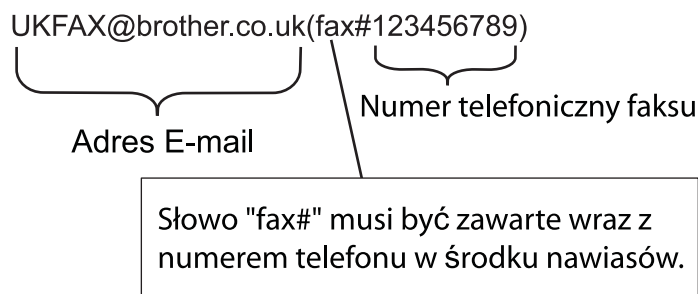 UKFAX@brother.co.uk(fax#123456789)
Numer telefoniczny faksu
Adres E-mail
Słowo "fax#" musi być zawarte wraz z
numerem telefonu w środku nawiasów.